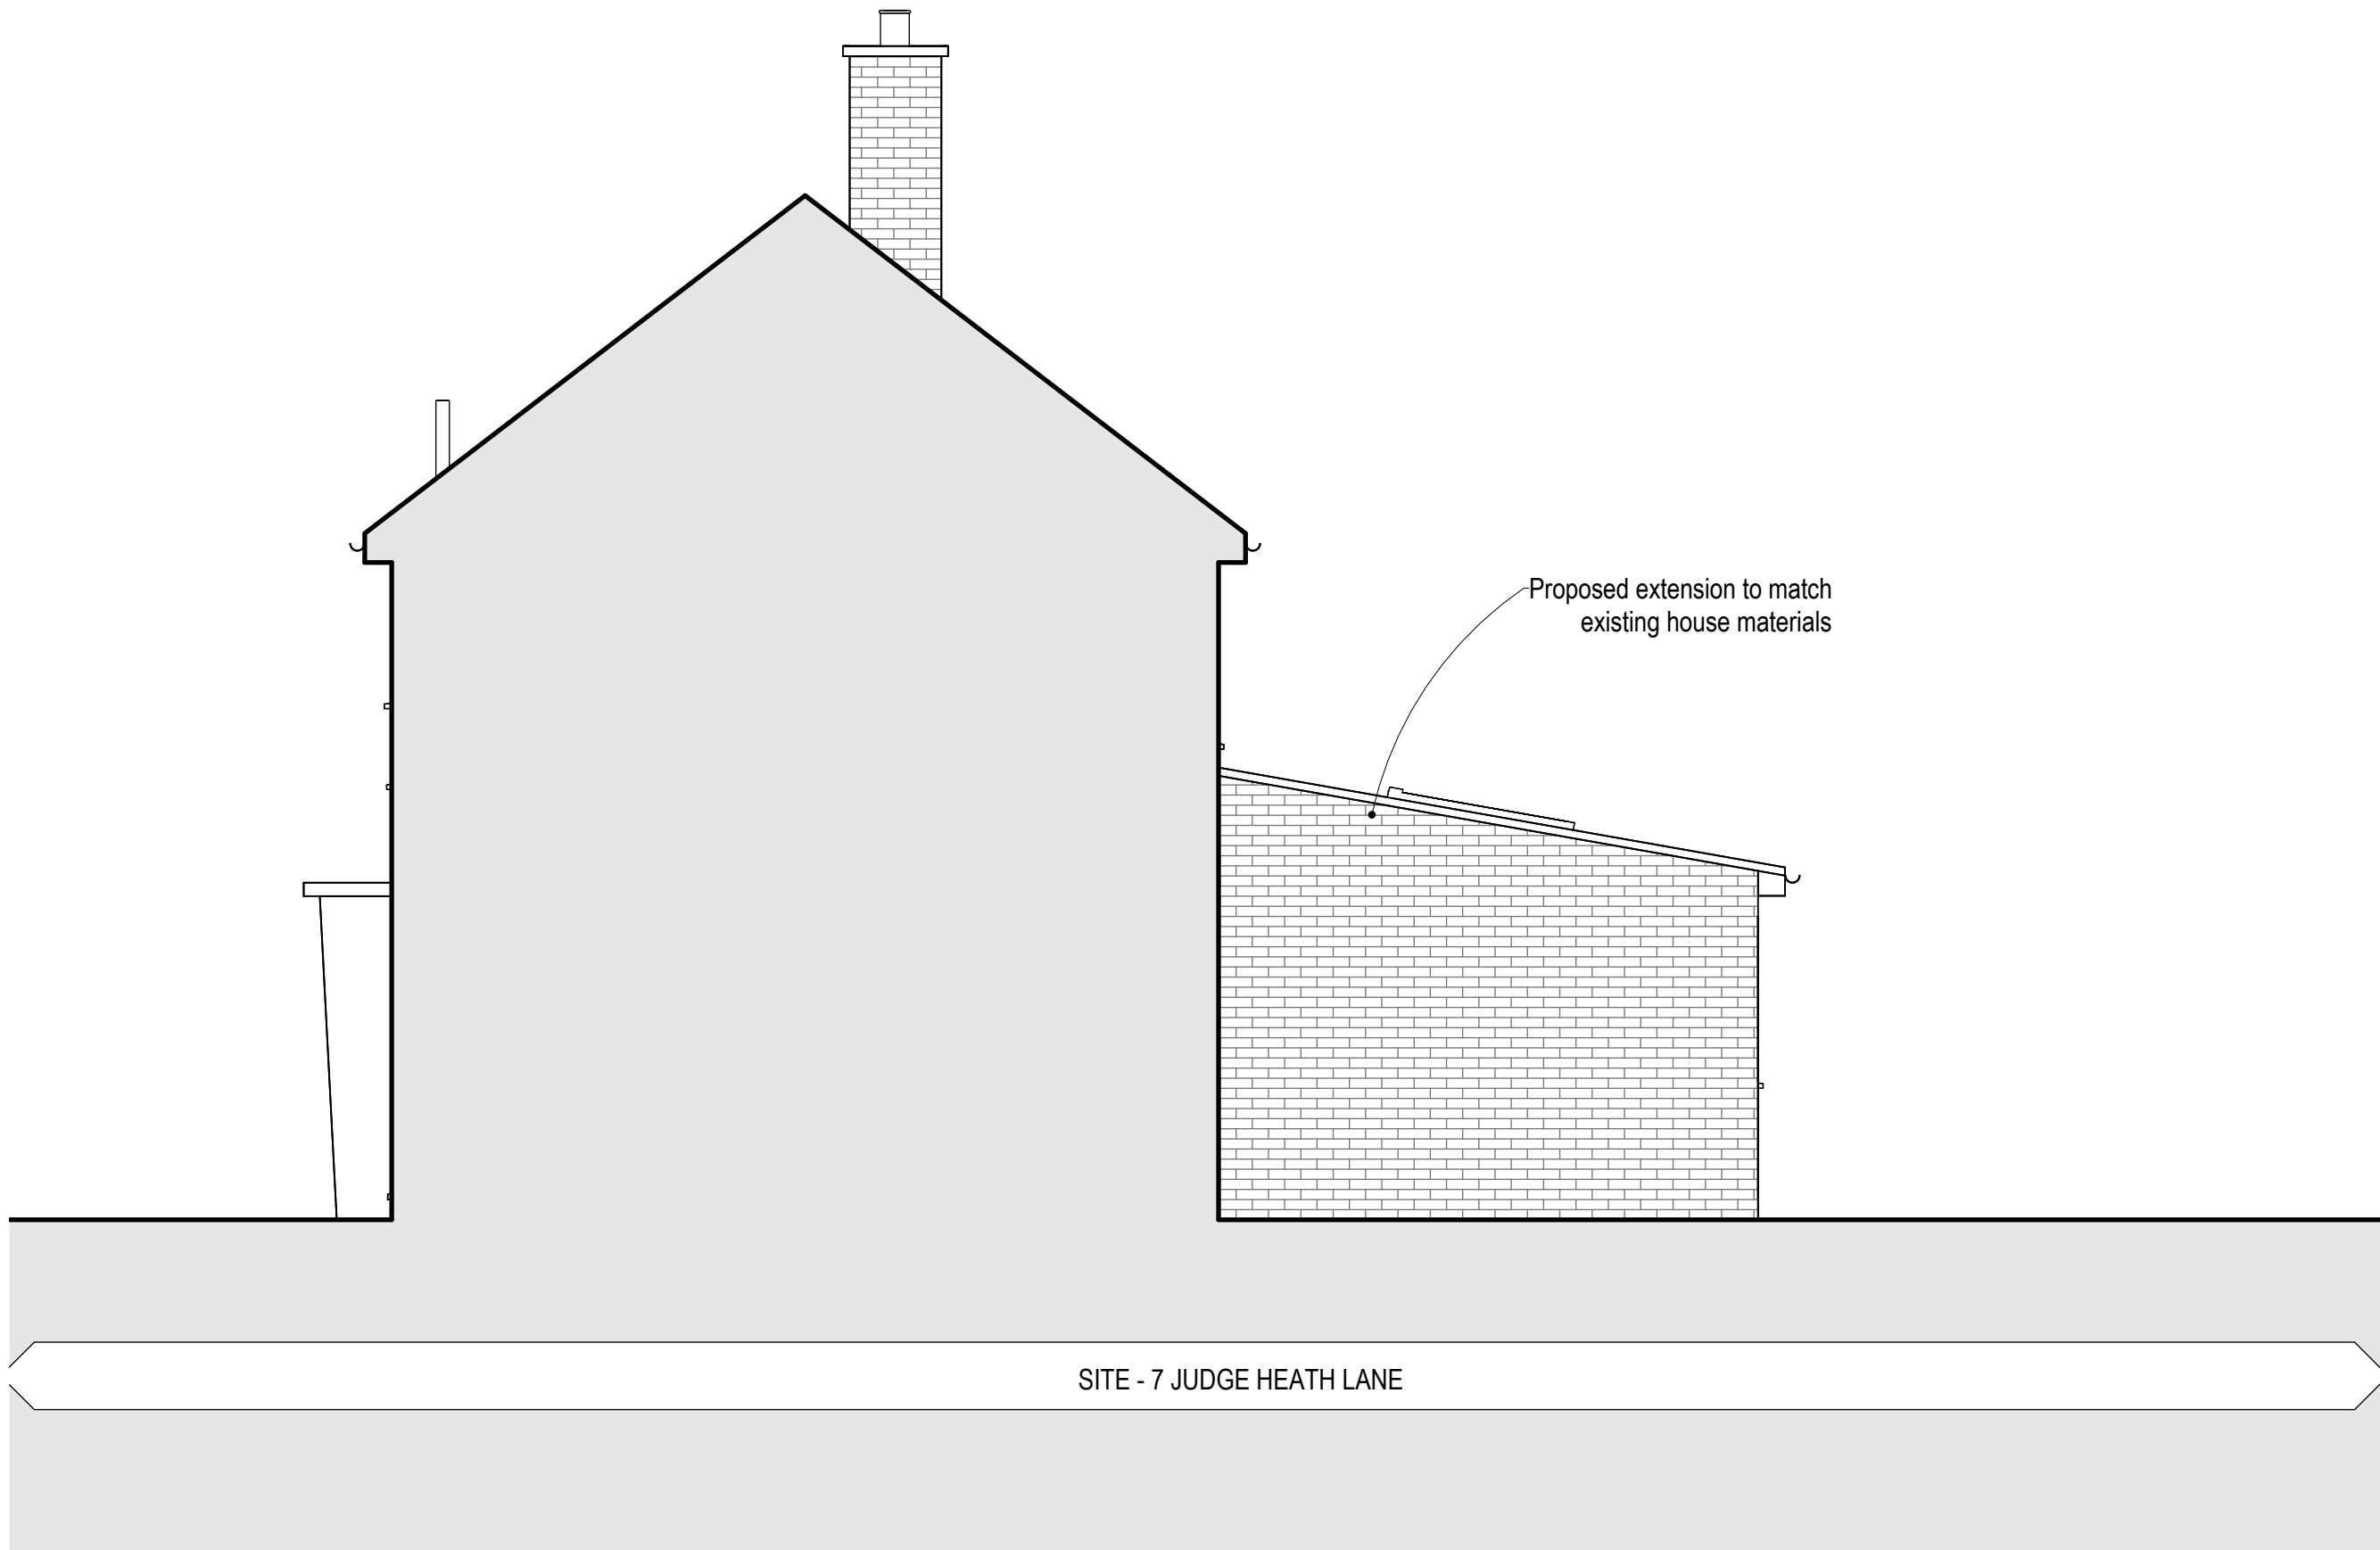 Proposed extension to match
existing house materials
SITE - 7 JUDGE HEATH LANE